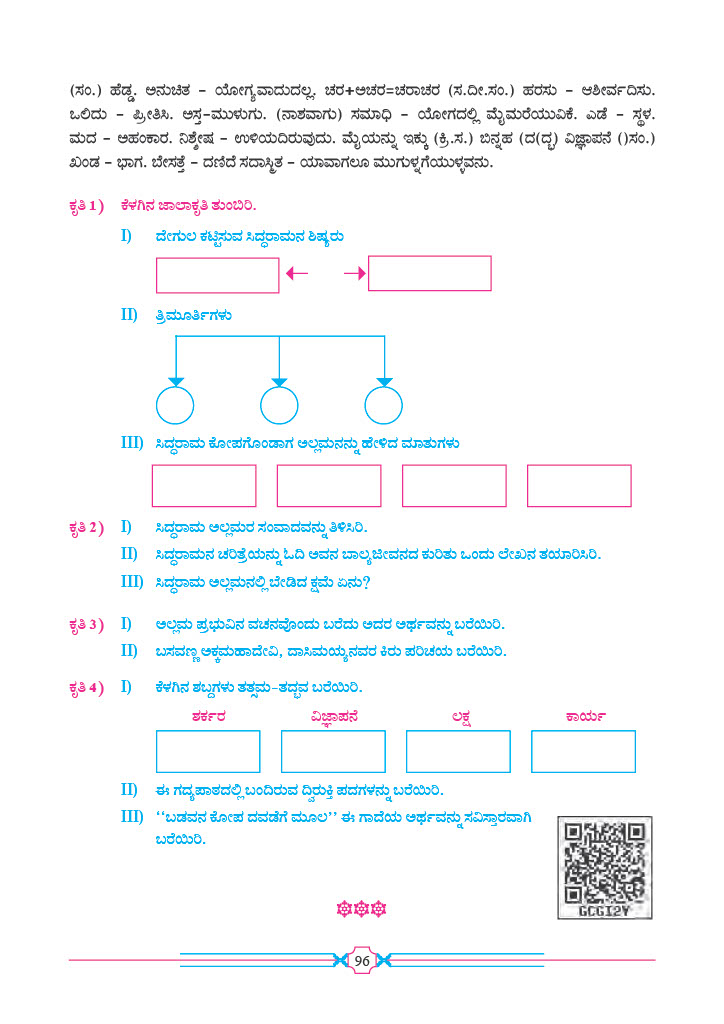 (ಸಂ.) ಹೆಡ್ಡ. ಅನುಚಿತ – ಯೋಗ್ಯವಾದುದಲ್ಲ. ಚರ+ಅಚರ=ಚರಾಚರ (ಸ.ದೀ.ಸಂ.) ಹರಸು – ಆಶೀರ್ವದಿಸು.
ಒಲಿದು – ಪ್ರೀತಿಸಿ. ಅಸ್ತ–ಮುಳುಗು. (ನಾಶವಾಗು) ಸಮಾಧಿ – ಯೋಗದಲ್ಲಿ ಮೈಮರೆಯುವಿಕೆ. ಎಡೆ – ಸ್ಥಳ.
ಮದ – ಅಹಂಕಾರ. ನಿಶ್ಶೇಷ – ಉಳಿಯದಿರುವುದು. ಮೈಯನ್ನು ಇಕ್ಕು (ಕ್ರಿ.ಸ.) ಬಿನ್ನಹ (ದ(ದ್ಭ) ವಿಜ್ಞಾಪನೆ ()ಸಂ.)
ಖಂಡ – ಭಾಗ. ಬೇಸತ್ತೆ – ದಣಿದೆ ಸದಾಸ್ಮಿತ – ಯಾವಾಗಲೂ ಮುಗುಳ್ನಗೆಯುಳ್ಳವನು.
ಕೃತಿ 1) ಕೆಳಗಿನ ಜಾಲಾಕೃತಿ ತುಂಬಿರಿ.
I) ದೇಗುಲ ಕಟ್ಟಿಸುವ ಸಿದ್ಧರಾಮನ ಶಿಷ್ಯರು
II) ತ್ರಿಮೂರ್ತಿಗಳು
III) ಸಿದ್ಧರಾಮ ಕೋಪಗೊಂಡಾಗ ಅಲ್ಲಮನನ್ನು ಹೇಳಿದ ಮಾತುಗಳು
ಕೃತಿ 2) I) ಸಿದ್ಧರಾಮ ಅಲ್ಲಮರ ಸಂವಾದವನ್ನು ತಿಳಿಸಿರಿ.
II) ಸಿದ್ಧರಾಮನ ಚರಿತ್ರೆಯನ್ನು ಓದಿ ಅವನ ಬಾಲ್ಯಜೀವನದ ಕುರಿತು ಒಂದು ಲೇಖನ ತಯಾರಿಸಿರಿ.
III) ಸಿದ್ಧರಾಮ ಅಲ್ಲಮನಲ್ಲಿ ಬೇಡಿದ ಕ್ಷಮೆ ಏನು?
ಕೃತಿ 3) I) ಅಲ್ಲಮ ಪ್ರಭುವಿನ ವಚನವೊಂದು ಬರೆದು ಅದರ ಅರ್ಥವನ್ನು ಬರೆಯಿರಿ.
II) ಬಸವಣ್ಣ ಅಕ್ಕಮಹಾದೇವಿ, ದಾಸಿಮಯ್ಯನವರ ಕಿರು ಪರಿಚಯ ಬರೆಯಿರಿ.
ಕೃತಿ 4) I) ಕೆಳಗಿನ ಶಬ್ದಗಳು ತತ್ಸಮ–ತದ್ಭವ ಬರೆಯಿರಿ.
ಶರ್ಕರ ವಿಜ್ಞಾಪನೆ ಲಕ್ಷ ಕಾರ್ಯ
II) ಈ ಗದ್ಯಪಾಠದಲ್ಲಿ ಬಂದಿರುವ ದ್ವಿರುಕ್ತಿ ಪದಗಳನ್ನು ಬರೆಯಿರಿ.
III) ‘‘ಬಡವನ ಕೋಪ ದವಡೆಗೆ ಮೂಲ’’ ಈ ಗಾದೆಯ ಅರ್ಥವನ್ನು ಸವಿಸ್ತಾರವಾಗಿ
ಬರೆಯಿರಿ.
GCGI2Y
96